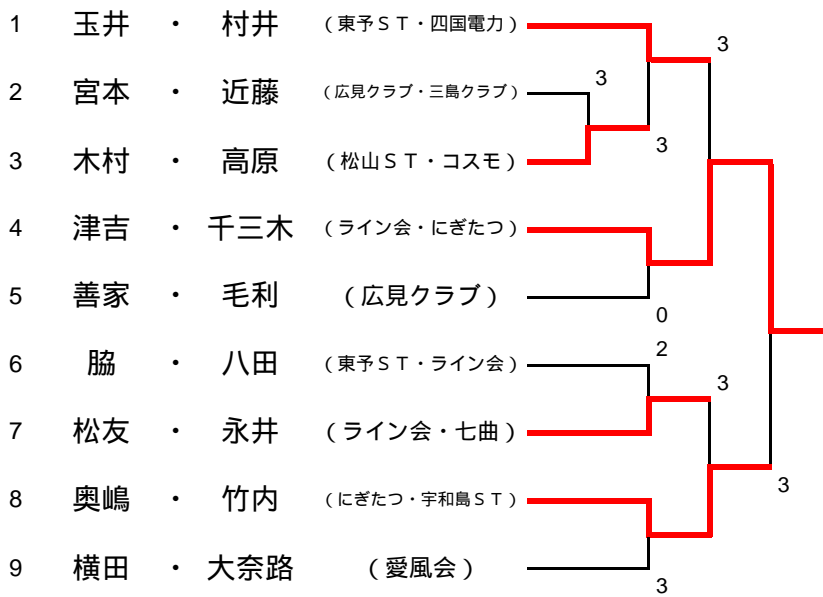 1 玉井 ・ 村井 (東予ST・四国電力)
3
2 宮本 ・ 近藤 (広見クラブ・三島クラブ)
3
3
3 木村 ・ 高原 (松山ST・コスモ)
4 津吉 ・ 千三木 (ライン会・にぎたつ)
5 善家 ・ 毛利 (広見クラブ)
0
2
6 脇 ・ 八田 (東予ST・ライン会)
3
7 松友 ・ 永井 (ライン会・七曲)
3
8 奥嶋 ・ 竹内 (にぎたつ・宇和島ST)
9 横田 ・ 大奈路 (愛風会)
3